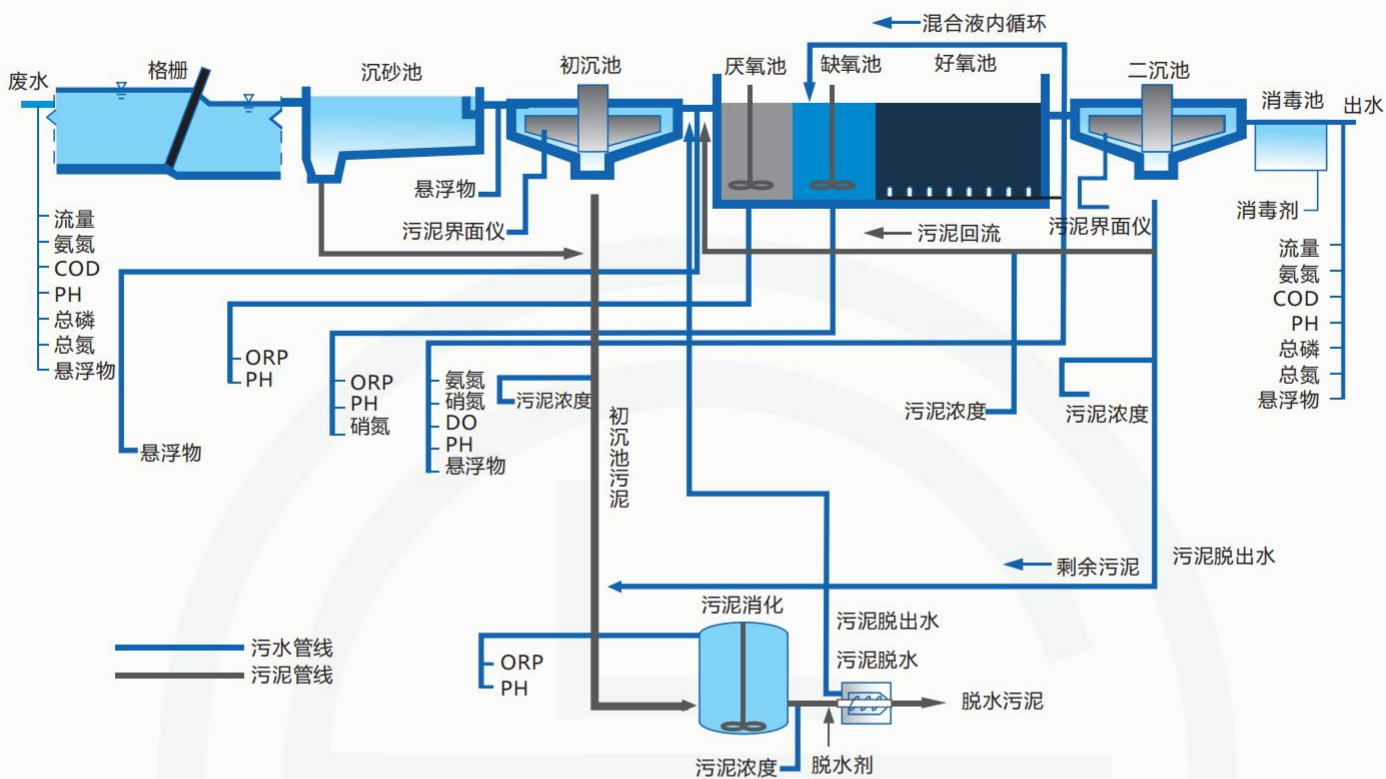 混合液内循环
废水
格栅
沉砂池
初沉池
厌氧池
缺氧池
好氧池
二沉池
消毒池
出水
悬浮物
污泥界面仪
污泥回流
污泥界面仪
消毒剂
流量
氨氮
COD
PH
总磷
总氮
悬浮物
流量
氨氮
COD
PH
总磷
总氮
悬浮物
悬浮物
ORP
PH
ORP
PH
硝氮
氨氮
硝氮
DO
PH
悬浮物
污泥浓度
初沉池污泥
污泥浓度
污泥浓度
剩余污泥
污泥脱出水
污泥消化
污泥脱出水
污泥脱水
污水管线
污泥管线
ORP
PH
脱水污泥
污泥浓度
脱水剂